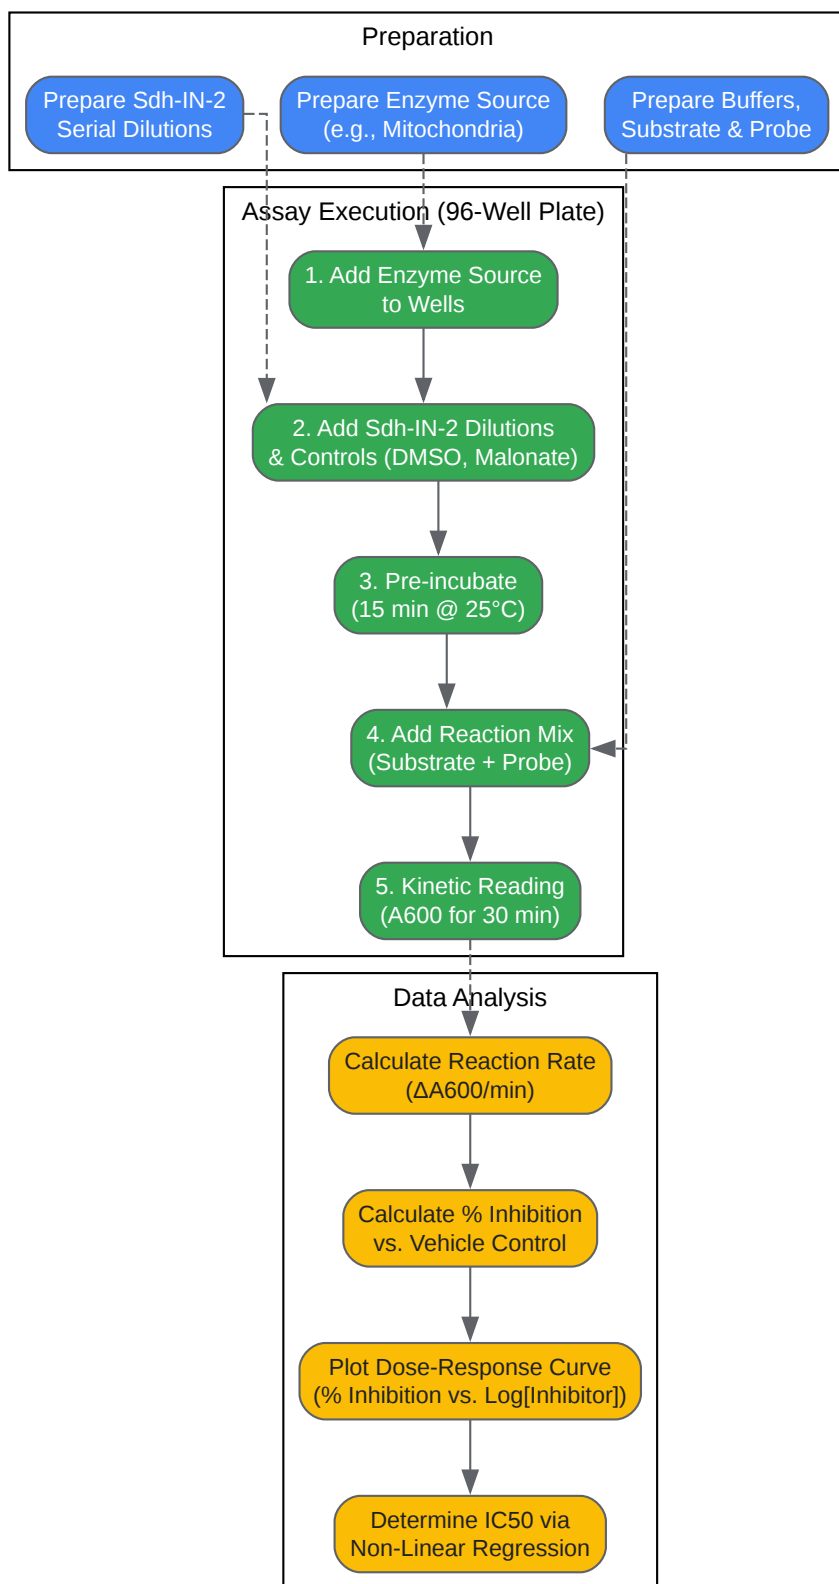 Preparation
Prepare Sdh-IN-2
Serial Dilutions
Prepare Enzyme Source
(e.g., Mitochondria)
Prepare Buffers,
Substrate & Probe
Assay Execution (96-Well Plate)
1. Add Enzyme Source
to Wells
2. Add Sdh-IN-2 Dilutions
& Controls (DMSO, Malonate)
3. Pre-incubate
(15 min @ 25°C)
4. Add Reaction Mix
(Substrate + Probe)
5. Kinetic Reading
(A600 for 30 min)
Data Analysis
Calculate Reaction Rate
(ΔA600/min)
Calculate % Inhibition
vs. Vehicle Control
Plot Dose-Response Curve
(% Inhibition vs. Log[Inhibitor])
Determine IC50 via
Non-Linear Regression